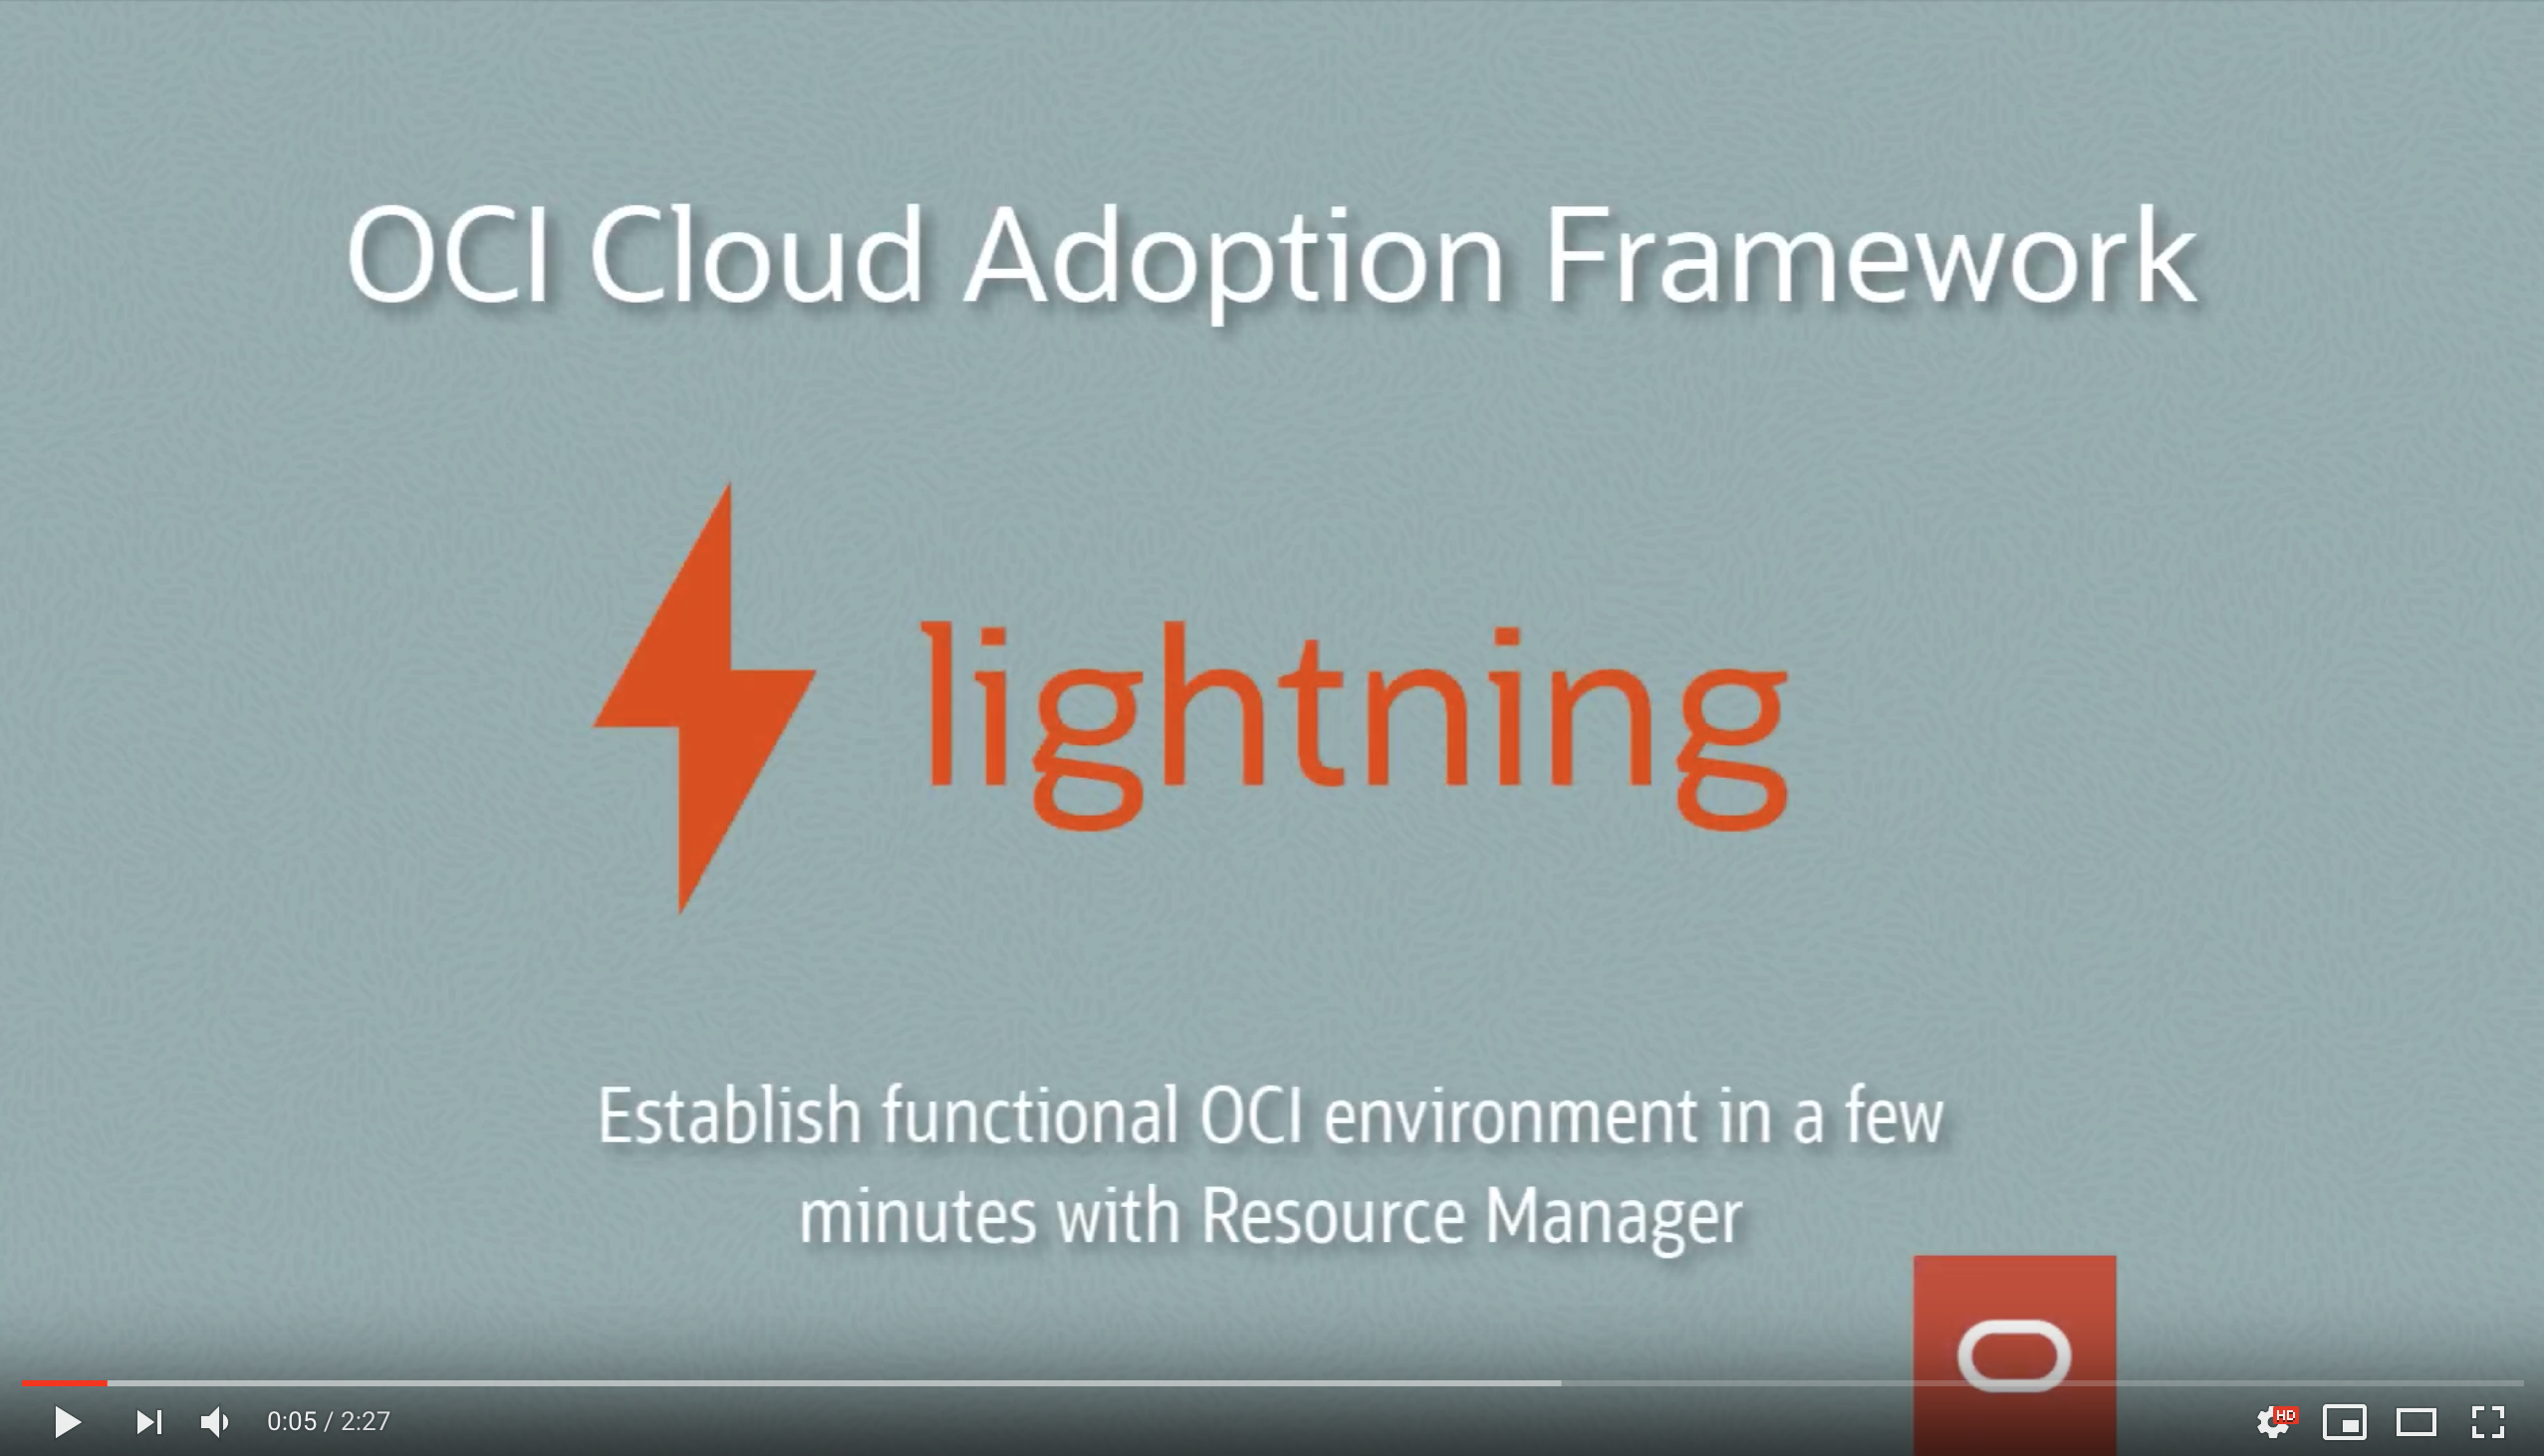 OCI Cloud Adoption Framework
lightning
Establish functional OCI environment in a few
minutes with Resource Manager
0:05 / 2:27
HD